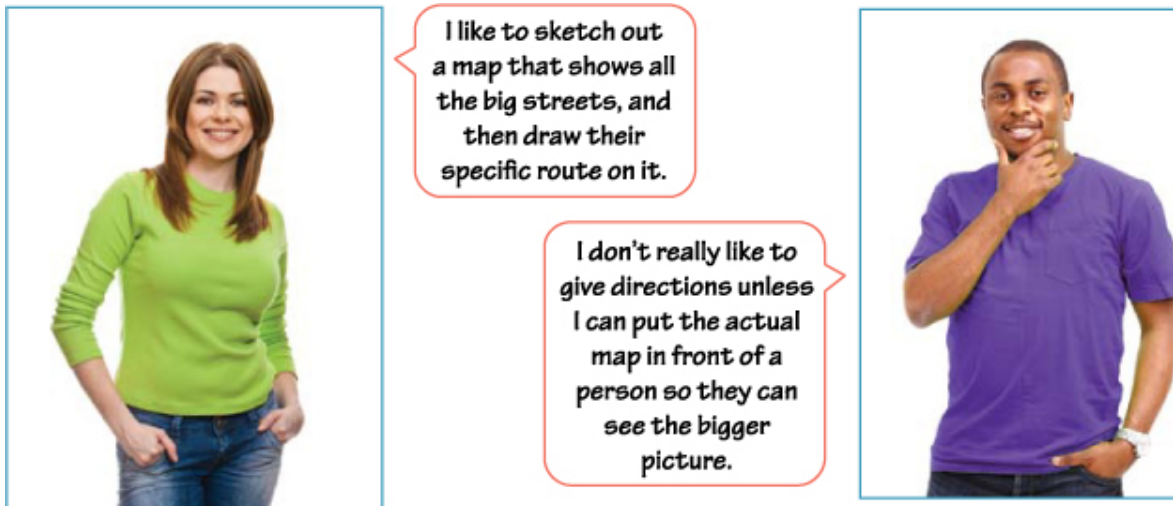 I like to sketch out
a map that shows all
the big streets, and
then draw their
specific route on it.
I don't really like to
give directions unless
I can put the actual
map in front of a
person so they can
see the bigger
picture.